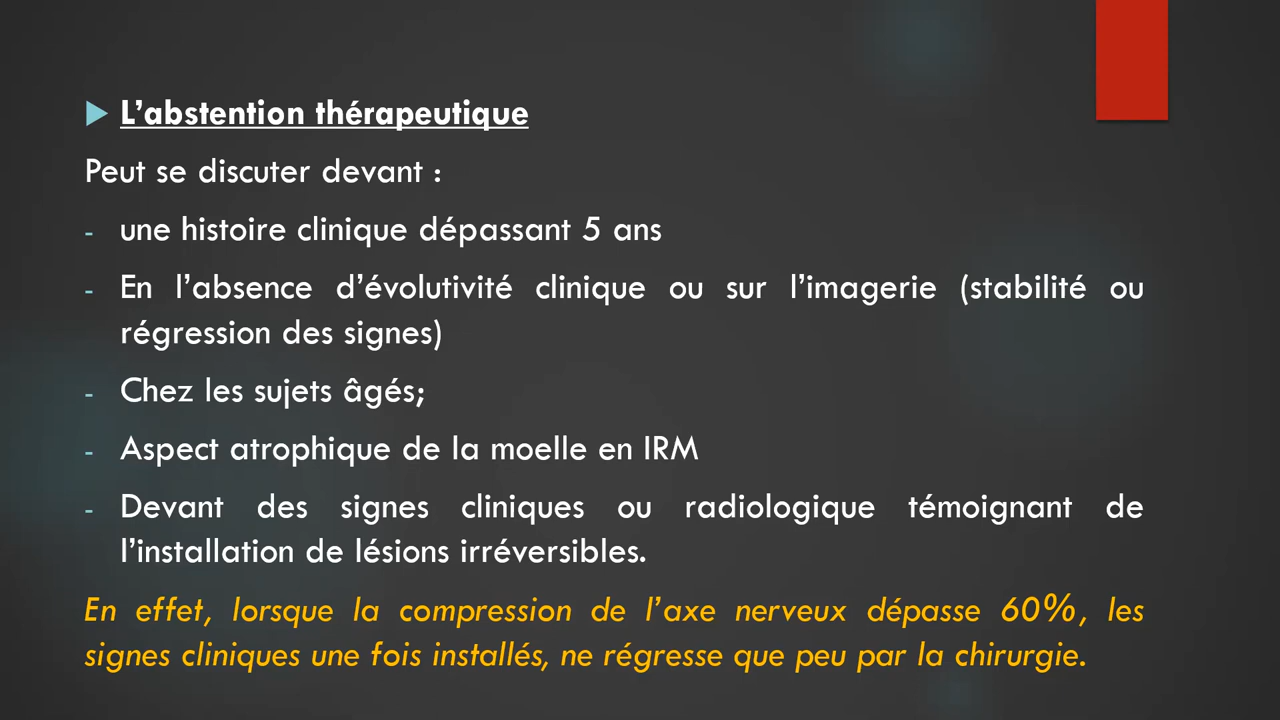 L’abstention thérapeutique
Peut se discuter devant :
- une histoire clinique dépassant 5 ans
- En l’absence d’évolutivité clinique ou sur l’imagerie (stabilité ou
régression des signes)
- Chez les sujets âgés;
- Aspect atrophique de la moelle en IRM
- Devant des signes cliniques ou radiologique témoignant de
l’installation de lésions irréversibles.
En effet, lorsque la compression de l’axe nerveux dépasse 60%, les
signes cliniques une fois installés, ne régresse que peu par la chirurgie.